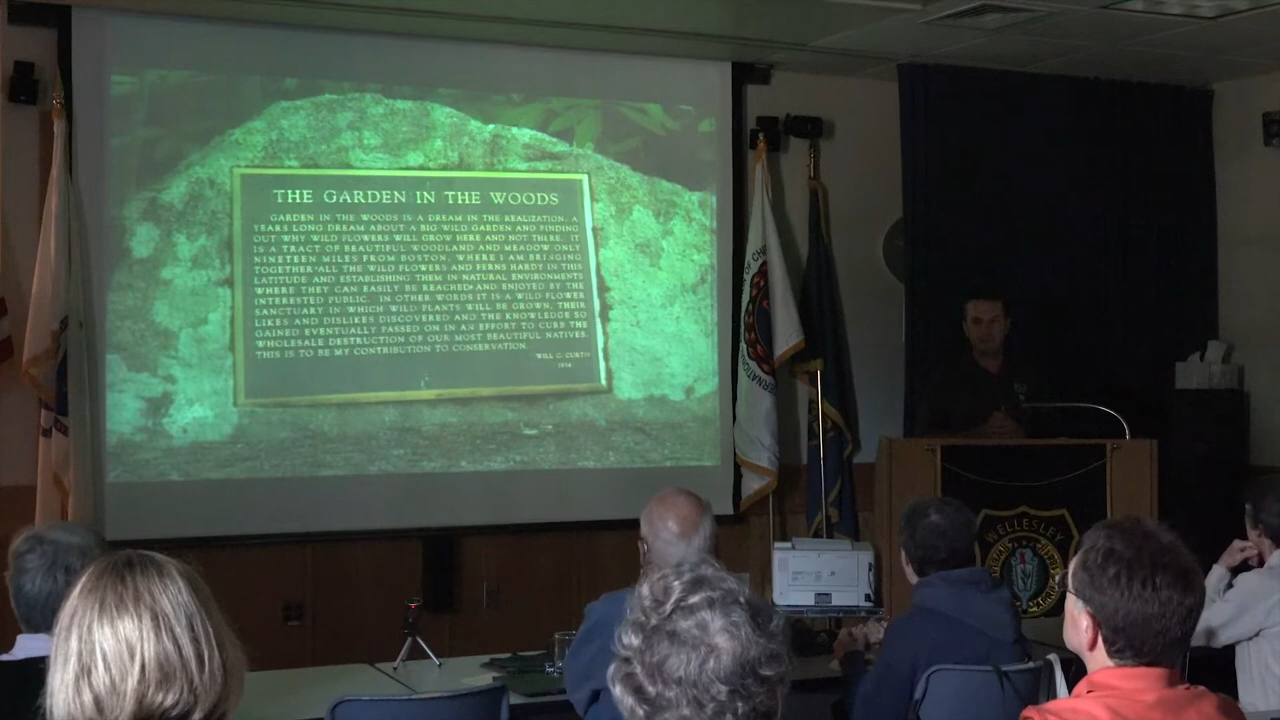 THE GARDEN IN THE WOODS
GARDEN IN THE WOODS IS A DREAM IN THE REALIZATION, A
YEARS LONG DREAM ABOUT A BIG WILD GARDEN AND FINDING
OUT WHY WILD FLOWERS WILL GROW HERE AND NOT THERE. IT
IS A TRACT OF BEAUTIFUL WOODLAND AND MEADOW ONLY
NINETEEN MILES FROM BOSTON, WHERE I AM BRINGING
TOGETHER ALL THE WILD FLOWERS AND FERNS HARDY IN THIS
LATITUDE AND ESTABLISHING THEM IN NATURAL ENVIRONMENTS
WHERE THEY CAN EASILY BE REACHED AND ENJOYED BY THE
INTERESTED PUBLIC. IN OTHER WORDS IT IS A WILD FLOWER
SANCTUARY IN WHICH WILD PLANTS WILL BE GROWN, THEIR
LIKES AND DISLIKES DISCOVERED AND THE KNOWLEDGE SO
GAINED EVENTUALLY PASSED ON IN AN EFFORT TO CURB THE
WHOLESALE DESTRUCTION OF OUR MOST BEAUTIFUL NATIVES.
THIS IS TO BE MY CONTRIBUTION TO CONSERVATION.
WILL C. CURTIS
OF CHI
NTERNATION
WELLESLEY